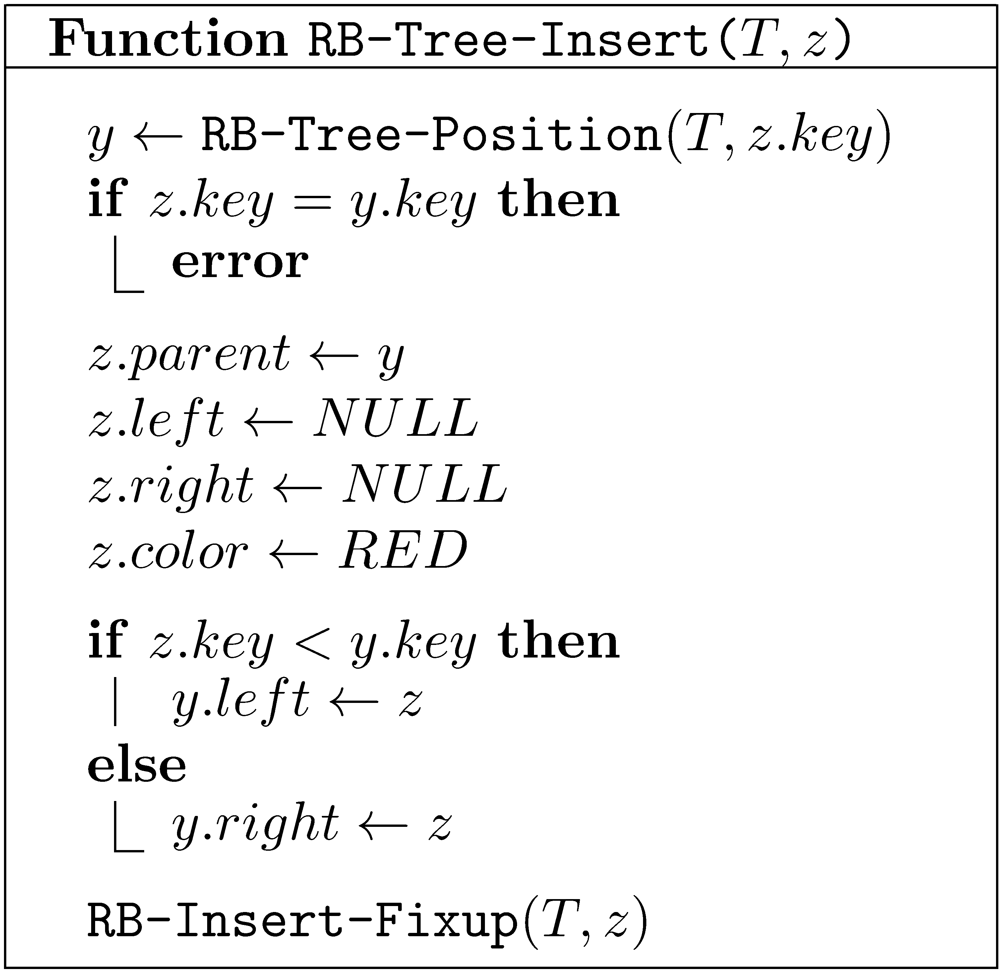 Function RB-Tree-Insert(T, z)
y ← RB-Tree-Position(T, z.key)
if z.key = y.key then
error
z.parent ← y
z.left ← NULL
z.right ← NULL
z.color ← RED
if z.key < y.key then
y.left ← z
else
y.right ← z
RB-Insert-Fixup(T, z)